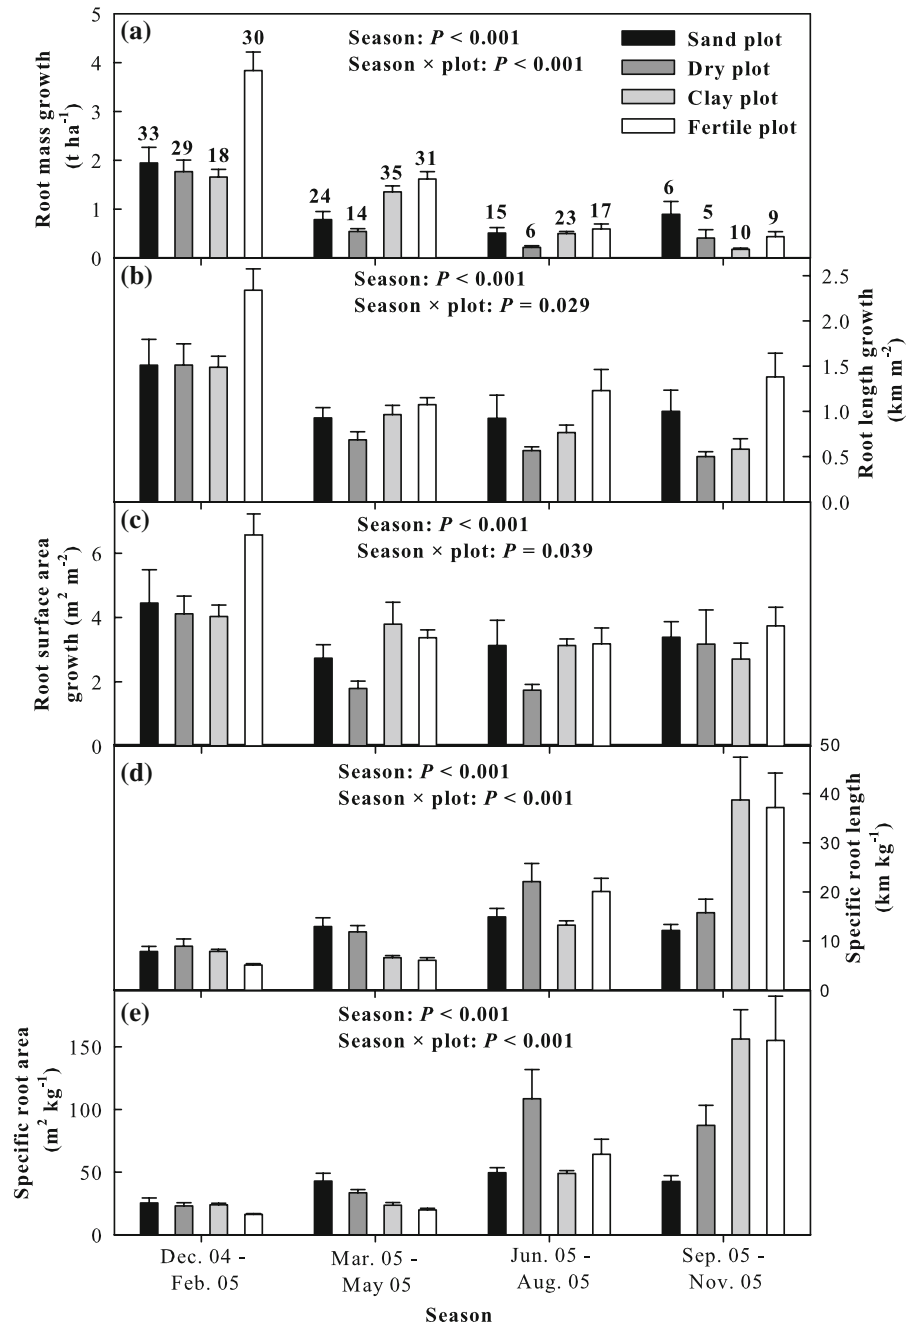 (a)
Season: P < 0.001
Season × plot: P < 0.001
Sand plot
Dry plot
Clay plot
Fertile plot
Root mass growth
(t ha-1)
5
4
3
2
1
0
33
29
18
30
24
14
35
31
15
6
23
17
6
5
10
9
(b)
Season: P < 0.001
Season × plot: P = 0.029
Root length growth
(km m-2)
2.5
2.0
1.5
1.0
0.5
0.0
(c)
Season: P < 0.001
Season × plot: P = 0.039
Root surface area
growth (m2 m-2)
6
4
2
0
(d)
Season: P < 0.001
Season × plot: P < 0.001
Specific root length
(km kg-1)
50
40
30
20
10
0
(e)
Season: P < 0.001
Season × plot: P < 0.001
Specific root area
(m2 kg-1)
150
100
50
0
Dec. 04 -
Feb. 05
Mar. 05 -
May 05
Jun. 05 -
Aug. 05
Sep. 05 -
Nov. 05
Season